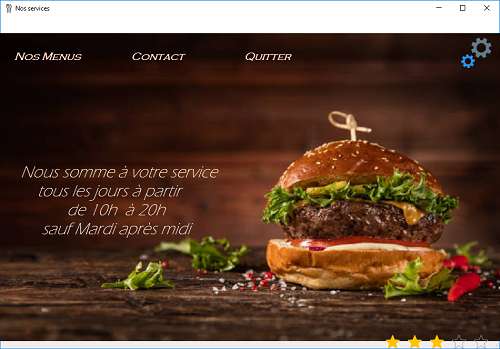 Nos services
Nos Menus Contact Quitter
Nous somme à votre service
tous les jours à partir
de 10h à 20h
sauf Mardi après midi